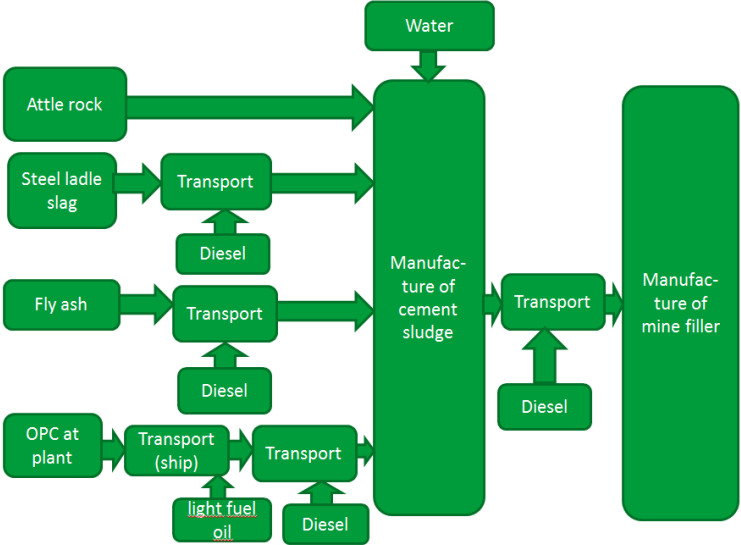 Water
Attle rock
Steel ladle
slag
Transport
Diesel
Fly ash
Transport
Diesel
OPC at
plant
Transport
(ship)
light fuel
oil
Transport
Diesel
Manufac-
ture of
cement
sludge
Transport
Diesel
Manufac-
ture of
mine filler